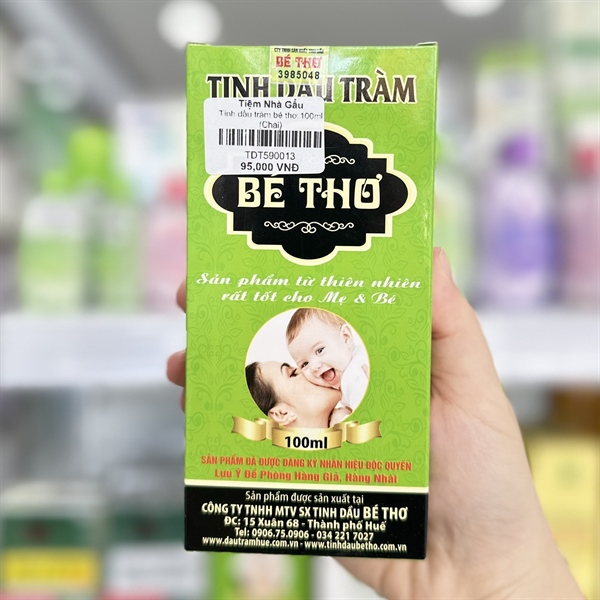 CTY TNHH SẢN XUẤT TINH DẦU
BÉ THƠ
3985048
TINH DẦU TRÀM
Tiệm Nhà Gấu
Tinh dầu tràm bé thơ 100ml
(Chai)
TDT590013
95,000 VNĐ
BÉ THƠ
Sản phẩm từ thiên nhiên
rất tốt cho Mẹ & Bé
100ml
SẢN PHẨM ĐÃ ĐƯỢC ĐĂNG KÝ NHÃN HIỆU ĐỘC QUYỀN
Lưu Ý Đề Phòng Hàng Giả, Hàng Nhái
Sản phẩm được sản xuất tại
CÔNG TY TNHH MTV SX TINH DẦU BÉ THƠ
ĐC: 15 Xuân 68 - Thành phố Huế
Tel: 0906.75.0906 - 034 221 7027
www.dautramhue.com.vn - www.tinhdaubetho.com.vn